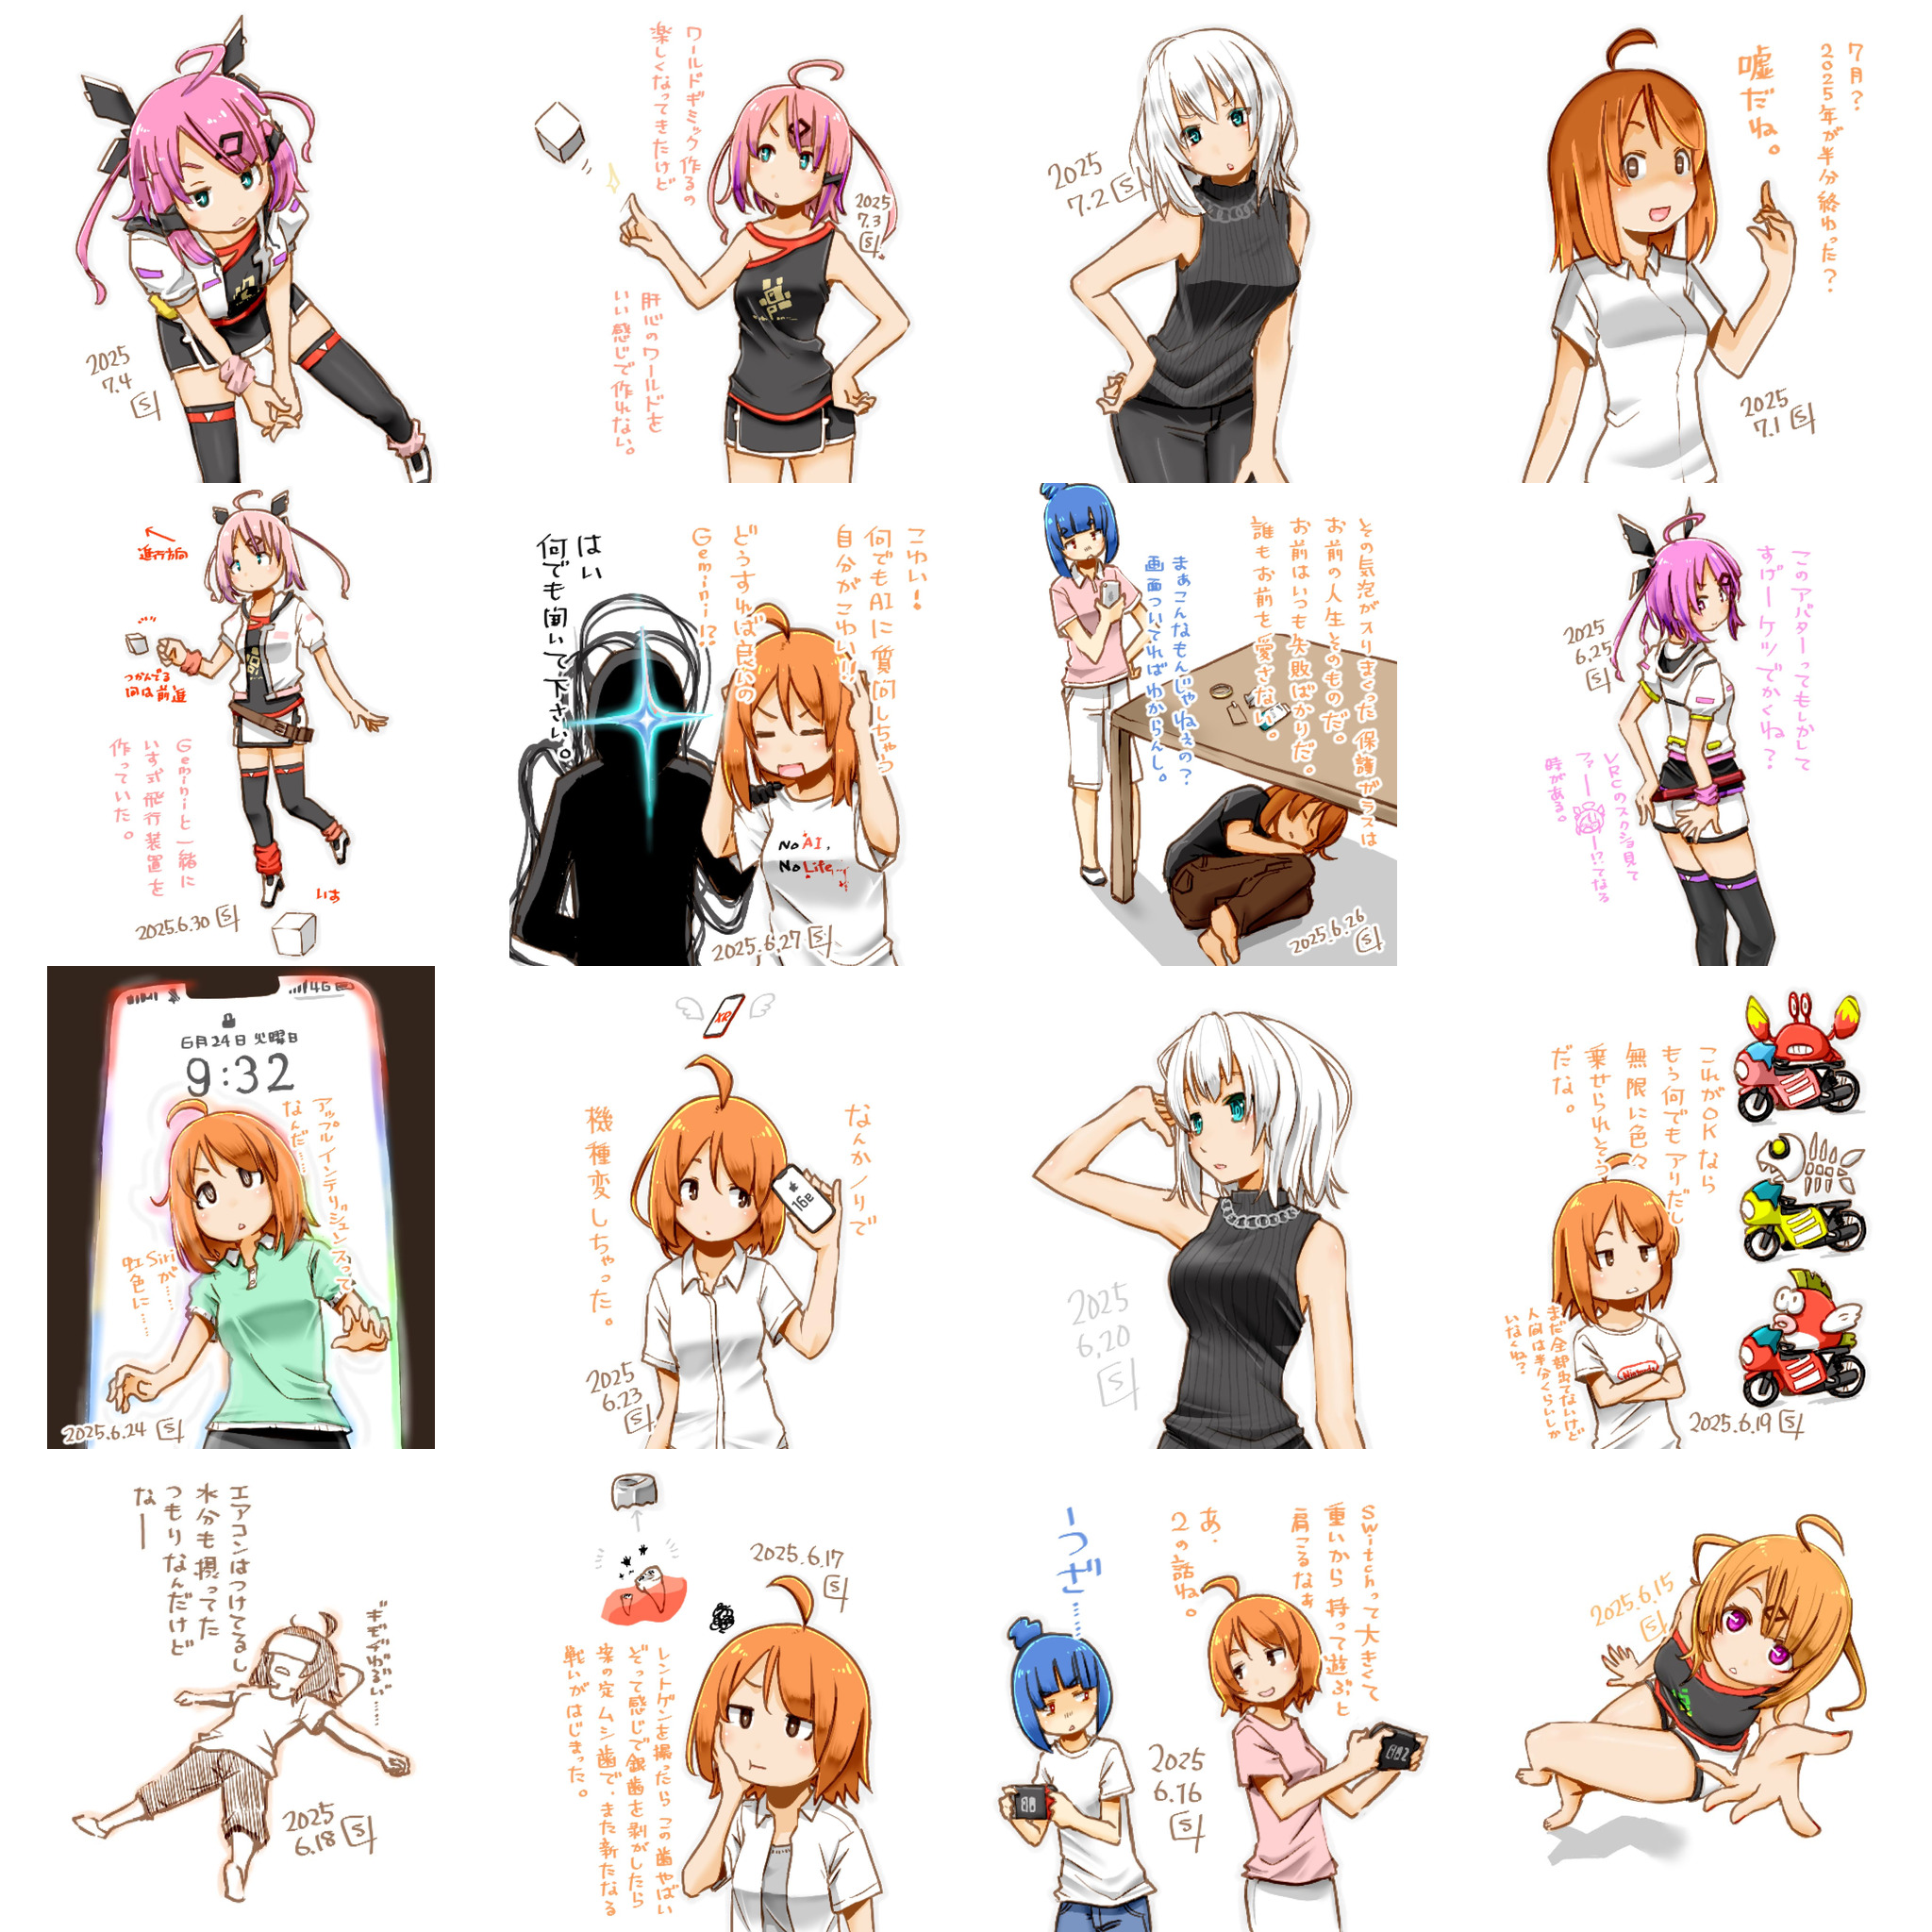 2025
7.4
ワールドギミック作るの
楽しくなってきたけど
肝心のワールドを
いい感じで作れない。
2025
7.3
2025
7.2
7月?
2025年が半分終わった?
嘘だね。
2025
7.1
進行方向
つかんでる
間は前進
Geminiと一緒に
いす式飛行装置を
作っていた。
いす
2025.6.30
こわい!
何でもAIに質問しちゃう
自分がこわい!!
どうすれば良いの
Gemini!?
はい
何でも聞いて下さい。
No AI,
No Life
2025.6.27
その気泡が入りまくった保護ガラスは
お前の人生そのものだ。
お前はいつも失敗ばかりだ。
誰もお前を愛さない。
まぁこんなもんじゃねぇの?
画面ついてればわからんし。
2025.6.26
このアバターってもしかして
すげーケツでかくね?
VRCのスクショ見て
ファーー!?てなる
時がある。
2025
6.25
4G
6月24日 火曜日
9:32
アップルインテリジェンスって
なんだ……
Siriが……
虹色に……
2025.6.24
XR
16e
なんかノリで
機種変しちゃった。
2025
6.23
2025
6.20
これがOKなら
もう何でもアリだし
無限に色々
乗せられそう
だな。
まだ全部出てないけど
人間は半分くらいしか
いなくね?
Nintendo
2025.6.19
エアコンはつけてるし
水分も摂ってた
つもりなんだけど
なー
ギモヂわるい……
2025
6.18
2025.6.17
レントゲンを撮ったらこの歯やばい
ぞって感じで銀歯を剥がしたら
案の定ムシ歯で、また新たなる
戦いがはじまった。
Switchって大きくて
重いから持って遊ぶと
肩こるなぁ
あ、
2の話ね。
うざ……
2
2025
6.16
2025.6.15